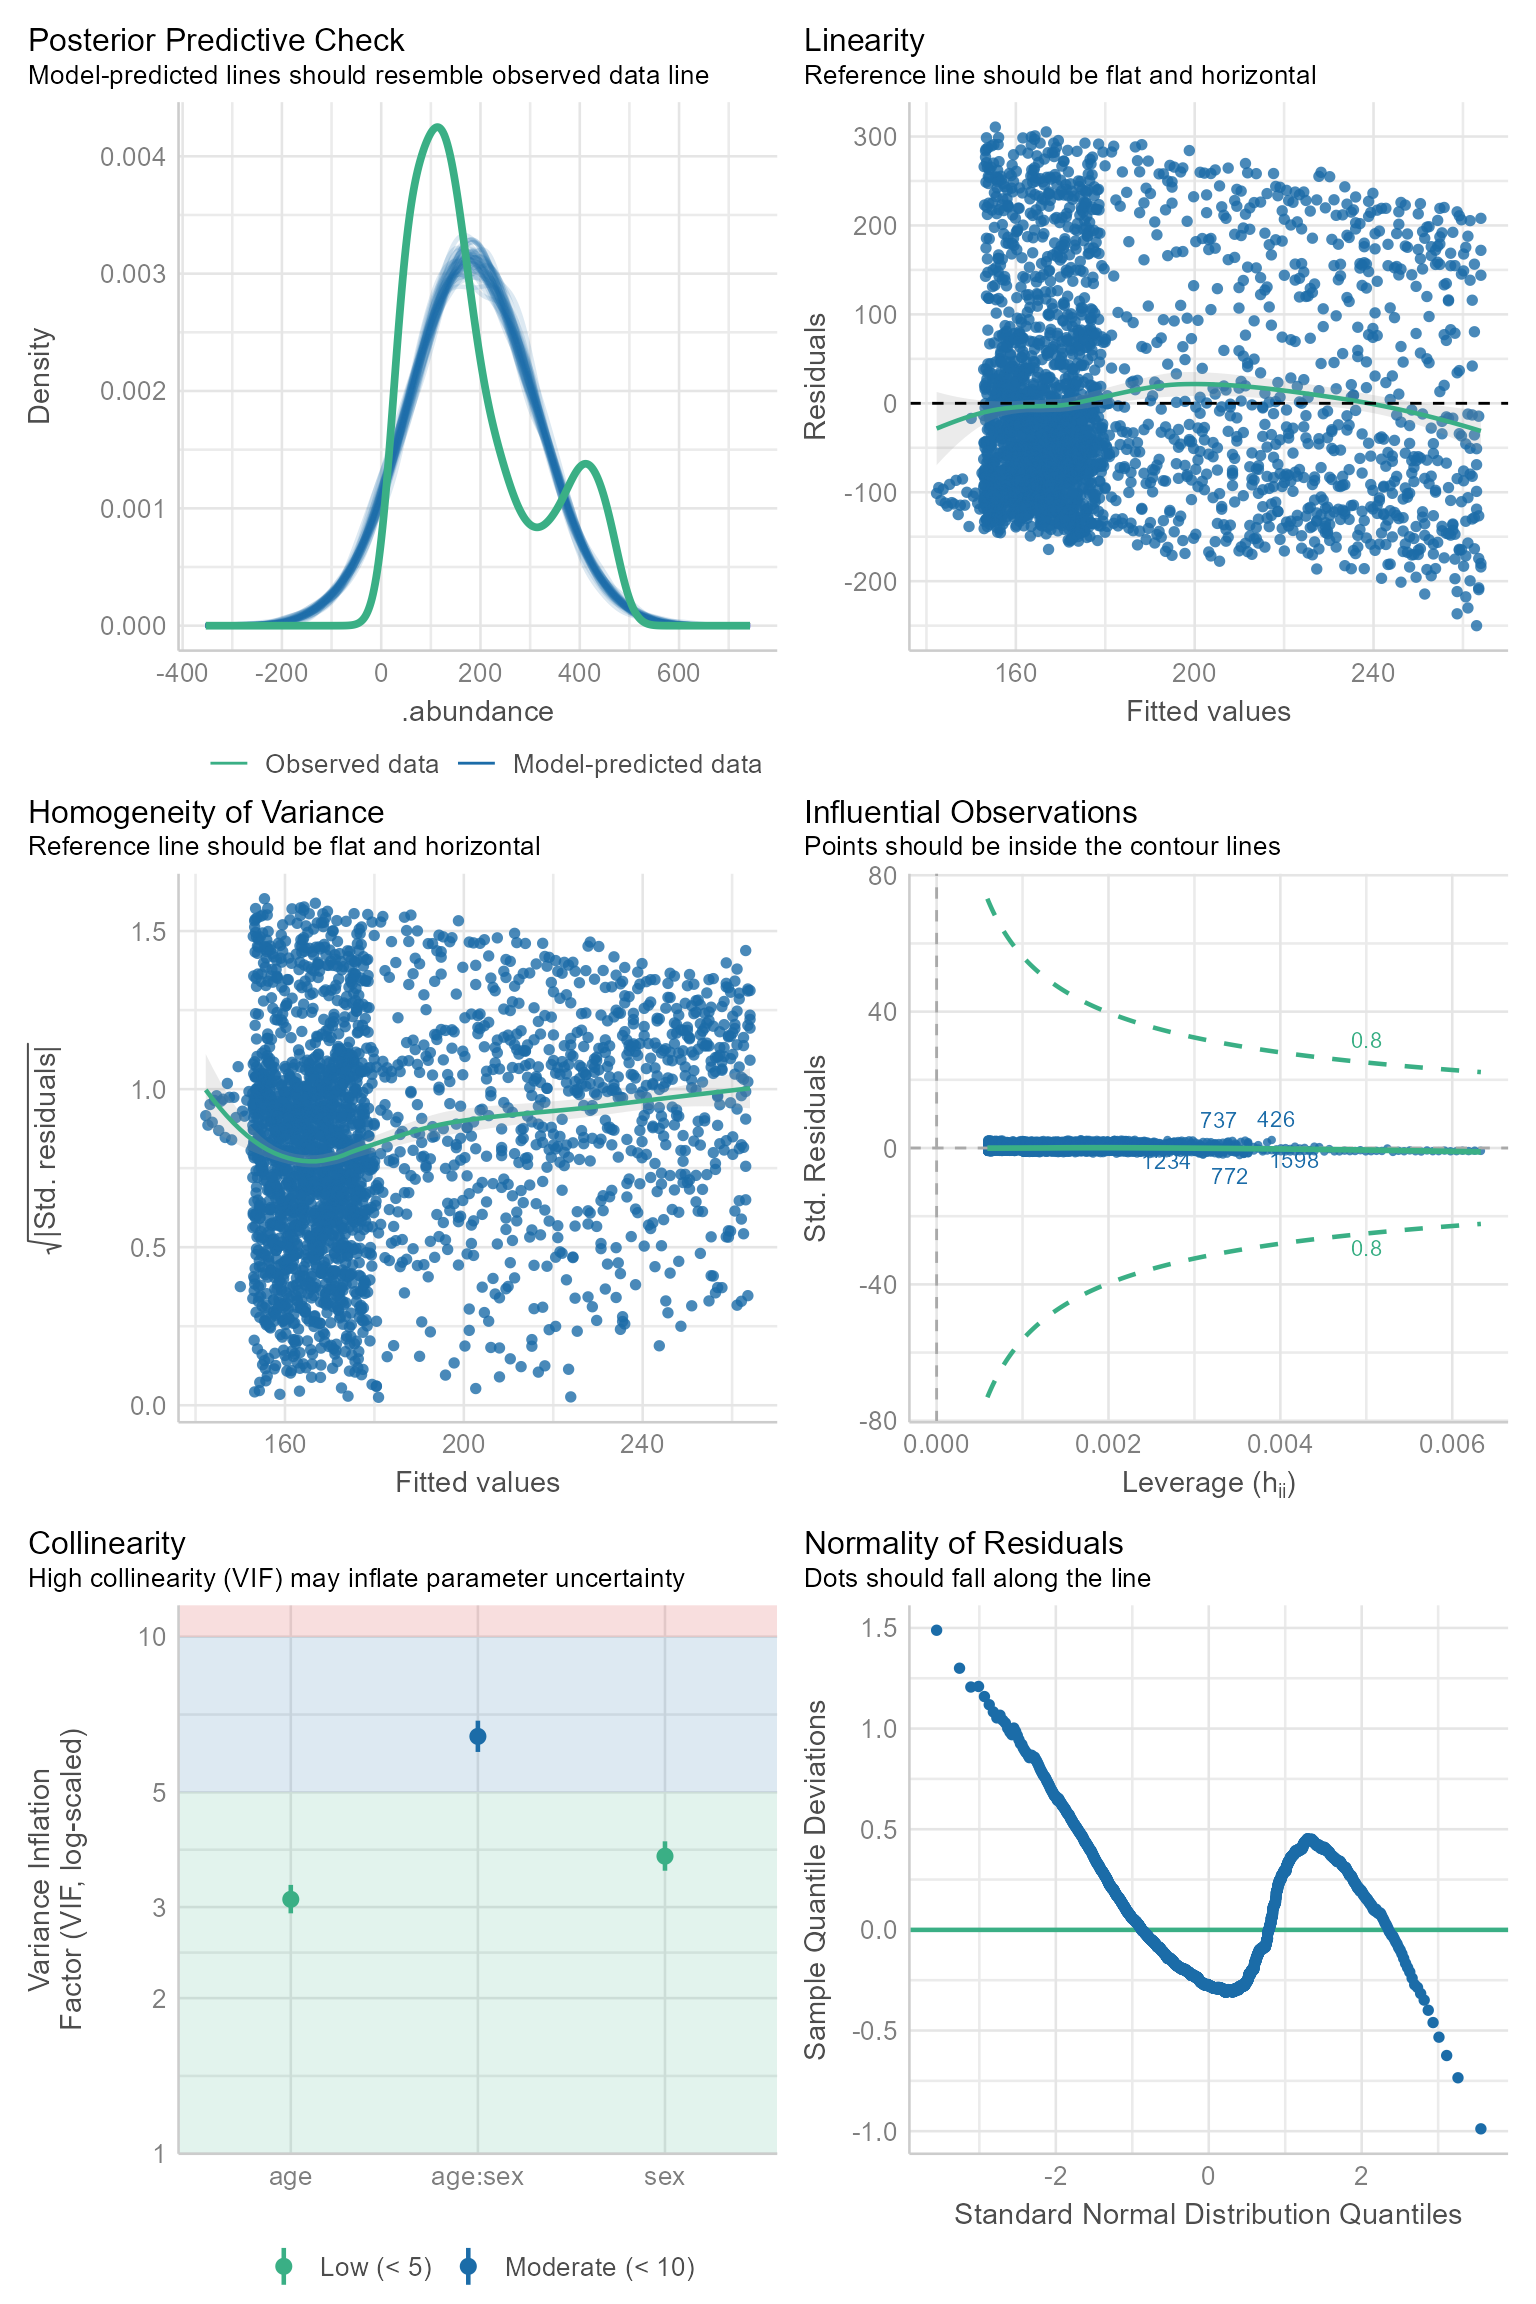 Posterior Predictive Check
Model-predicted lines should resemble observed data line
Density
0.004
0.003
0.002
0.001
0.000
-400
-200
0
200
400
600
.abundance
Observed data
Model-predicted data
Linearity
Reference line should be flat and horizontal
Residuals
300
200
100
0
-100
-200
160
200
240
Fitted values
Homogeneity of Variance
Reference line should be flat and horizontal
√|Std. residuals|
1.5
1.0
0.5
0.0
160
200
240
Fitted values
Influential Observations
Points should be inside the contour lines
Std. Residuals
80
40
0
-40
-80
0.8
737
426
1234
772
1598
0.8
0.000
0.002
0.004
0.006
Leverage (hii)
Collinearity
High collinearity (VIF) may inflate parameter uncertainty
Variance Inflation
Factor (VIF, log-scaled)
10
5
3
2
1
age
age:sex
sex
Low (< 5)
Moderate (< 10)
Normality of Residuals
Dots should fall along the line
Sample Quantile Deviations
1.5
1.0
0.5
0.0
-0.5
-1.0
-2
0
2
Standard Normal Distribution Quantiles